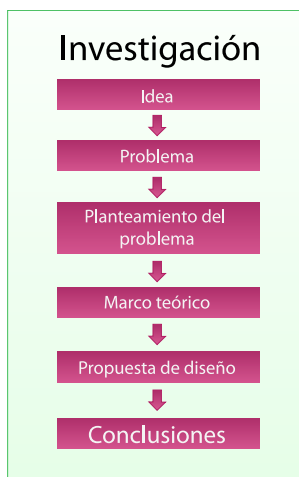 Investigación
Idea
Problema
Planteamiento del
problema
Marco teórico
Propuesta de diseño
Conclusiones